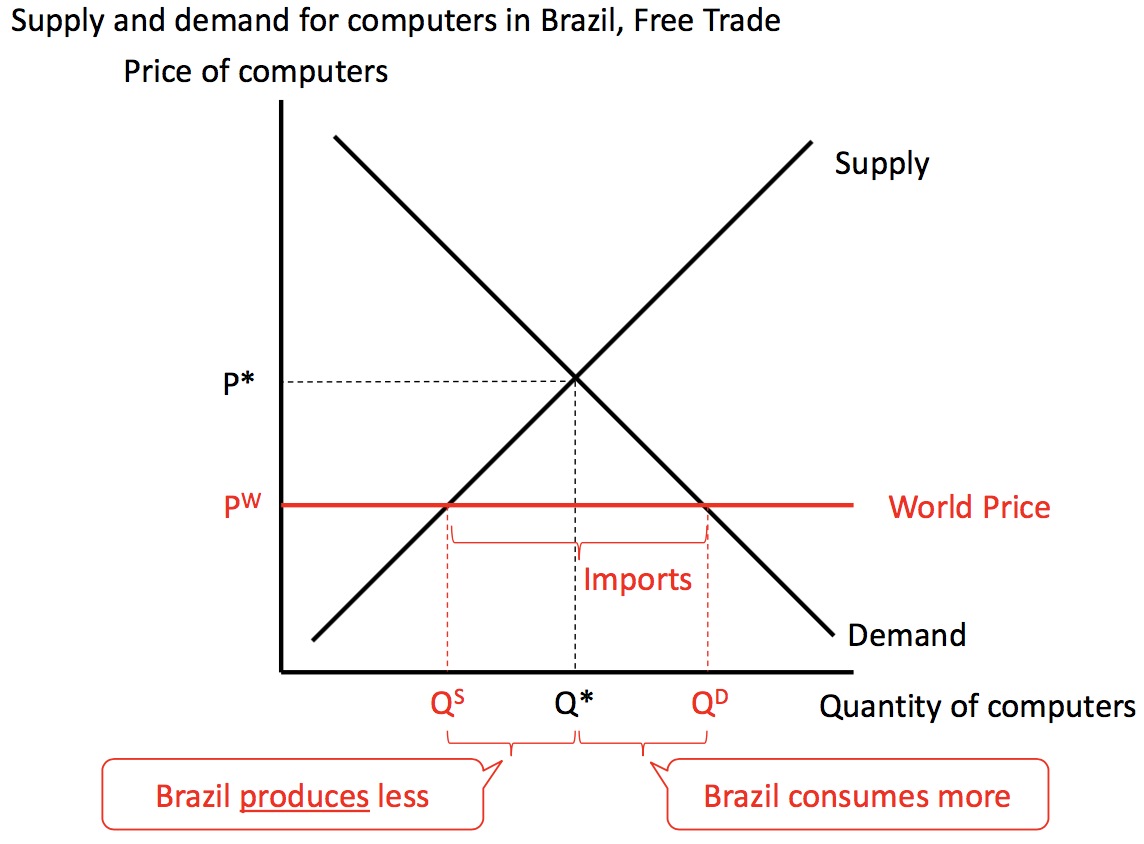 Supply and demand for computers in Brazil, Free Trade
Price of computers
Supply
P*
Pᵂ
World Price
Imports
Demand
Qˢ
Q*
Qᴰ
Quantity of computers
Brazil produces less
Brazil consumes more